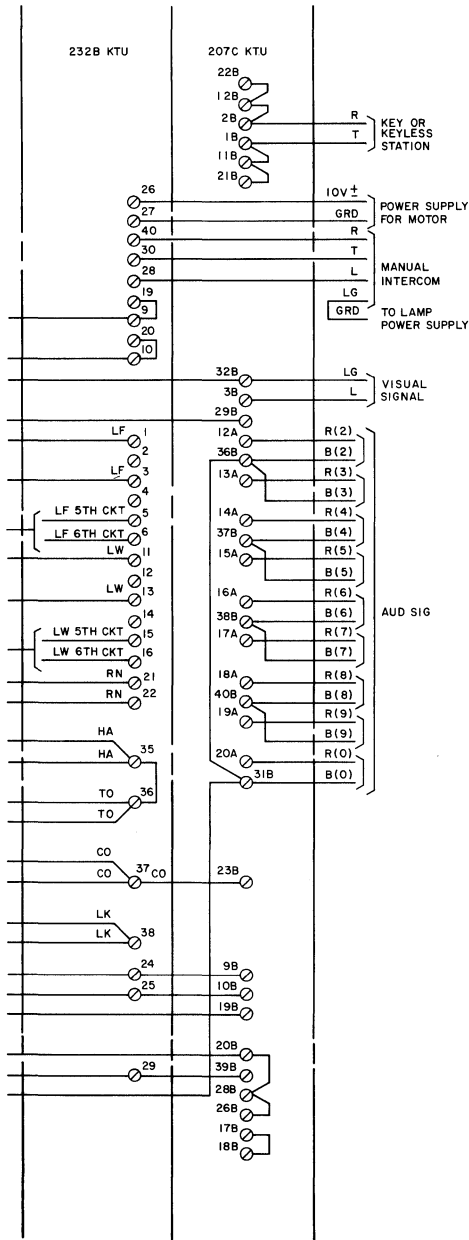 232B KTU 207C KTU
22B
12B
2B R
1B T
KEY OR
KEYLESS
STATION
11B
21B
26 10V ±
27 GRD
POWER SUPPLY
FOR MOTOR
40 R
30 T
28 L
MANUAL
INTERCOM
19 LG
9 GRD
TO LAMP
POWER SUPPLY
20
10
32B LG
3B L
VISUAL
SIGNAL
29B
LF 1 12A R(2)
2 36B B(2)
LF 3 13A R(3)
4 B(3)
LF 5TH CKT 5 14A R(4)
LF 6TH CKT 6 37B B(4)
LW 11 15A R(5)
12 B(5)
LW 13 16A R(6)
14 38B B(6)
AUD SIG
LW 5TH CKT 15 17A R(7)
LW 6TH CKT 16 B(7)
RN 21 18A R(8)
RN 22 40B B(8)
19A R(9)
HA B(9)
HA 35 20A R(0)
31B B(0)
TO 36
TO
CO
CO 37 CO 23B
LK
LK 38
24 9B
25 10B
19B
20B
29 39B
28B
26B
17B
18B